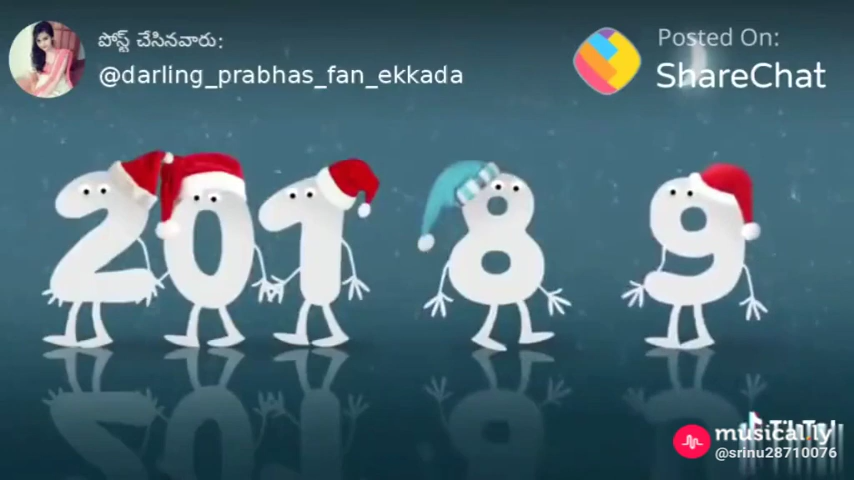 పోస్ట్ చేసినవారు:
@darling_prabhas_fan_ekkada
Posted On:
ShareChat
2018 9
musical.ly
@srinu28710076